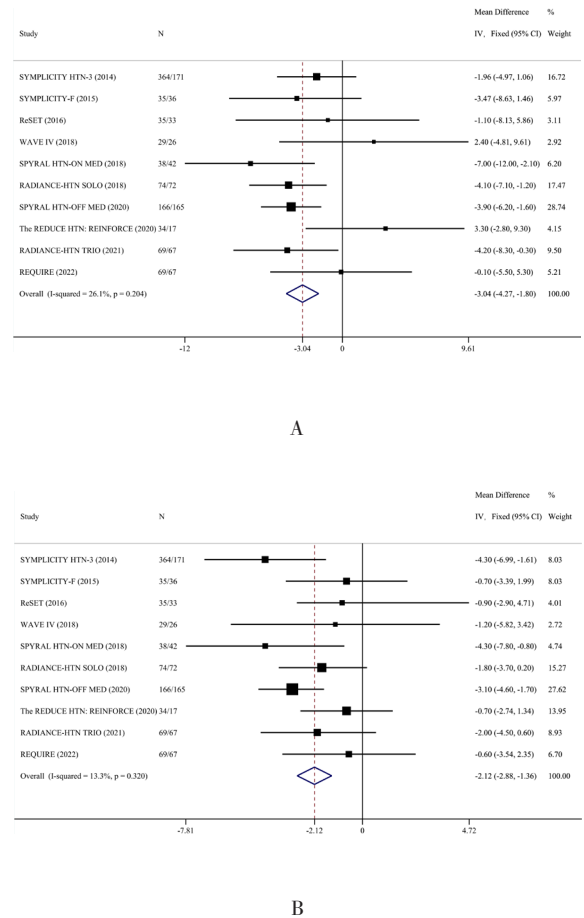 Mean Difference %
Study N IV, Fixed (95% CI) Weight
SYMPLICITY HTN-3 (2014) 364/171 -1.96 (-4.97, 1.06) 16.72
SYMPLICITY-F (2015) 35/36 -3.47 (-8.63, 1.46) 5.97
ReSET (2016) 35/33 -1.10 (-8.13, 5.86) 3.11
WAVE IV (2018) 29/26 2.40 (-4.81, 9.61) 2.92
SPYRAL HTN-ON MED (2018) 38/42 -7.00 (-12.00, -2.10) 6.20
RADIANCE-HTN SOLO (2018) 74/72 -4.10 (-7.10, -1.20) 17.47
SPYRAL HTN-OFF MED (2020) 166/165 -3.90 (-6.20, -1.60) 28.74
The REDUCE HTN: REINFORCE (2020) 34/17 3.30 (-2.80, 9.30) 4.15
RADIANCE-HTN TRIO (2021) 69/67 -4.20 (-8.30, -0.30) 9.50
REQUIRE (2022) 69/67 -0.10 (-5.50, 5.30) 5.21
Overall (I-squared = 26.1%, p = 0.204) -3.04 (-4.27, -1.80) 100.00
-12 -3.04 0 9.61
A
Mean Difference %
Study N IV, Fixed (95% CI) Weight
SYMPLICITY HTN-3 (2014) 364/171 -4.30 (-6.99, -1.61) 8.03
SYMPLICITY-F (2015) 35/36 -0.70 (-3.39, 1.99) 8.03
ReSET (2016) 35/33 -0.90 (-2.90, 4.71) 4.01
WAVE IV (2018) 29/26 -1.20 (-5.82, 3.42) 2.72
SPYRAL HTN-ON MED (2018) 38/42 -4.30 (-7.80, -0.80) 4.74
RADIANCE-HTN SOLO (2018) 74/72 -1.80 (-3.70, 0.20) 15.27
SPYRAL HTN-OFF MED (2020) 166/165 -3.10 (-4.60, -1.70) 27.62
The REDUCE HTN: REINFORCE (2020) 34/17 -0.70 (-2.74, 1.34) 13.95
RADIANCE-HTN TRIO (2021) 69/67 -2.00 (-4.50, 0.60) 8.93
REQUIRE (2022) 69/67 -0.60 (-3.54, 2.35) 6.70
Overall (I-squared = 13.3%, p = 0.320) -2.12 (-2.88, -1.36) 100.00
-7.81 -2.12 0 4.72
B